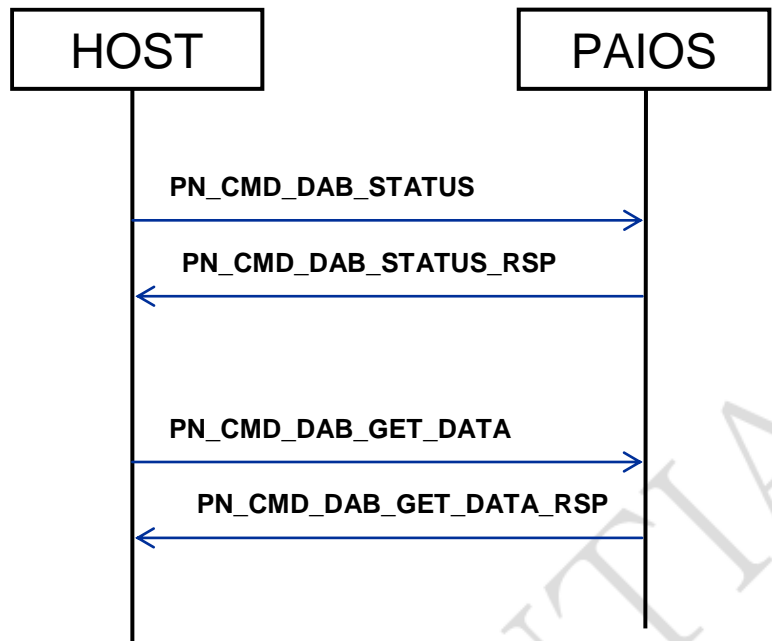 HOST PAIOS
PN_CMD_DAB_STATUS
PN_CMD_DAB_STATUS_RSP
PN_CMD_DAB_GET_DATA
PN_CMD_DAB_GET_DATA_RSP